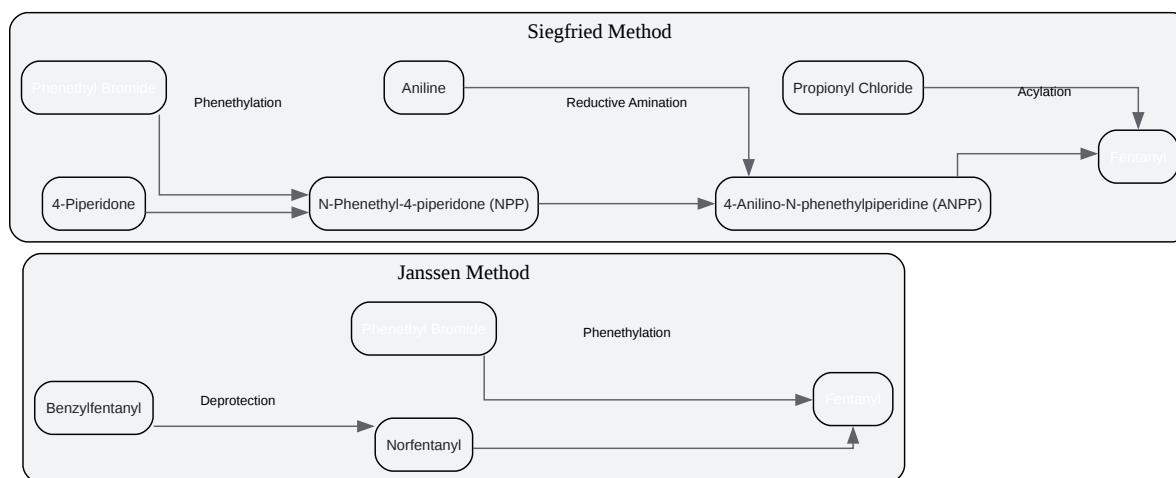 Siegfried Method
Phenethyl Bromide
Phenethylation
Aniline
Reductive Amination
Propionyl Chloride
Acylation
Fentanyl
4-Piperidone
N-Phenethyl-4-piperidone (NPP)
4-Anilino-N-phenethylpiperidine (ANPP)
Janssen Method
Phenethyl Bromide
Phenethylation
Benzylfentanyl
Deprotection
Norfentanyl
Fentanyl